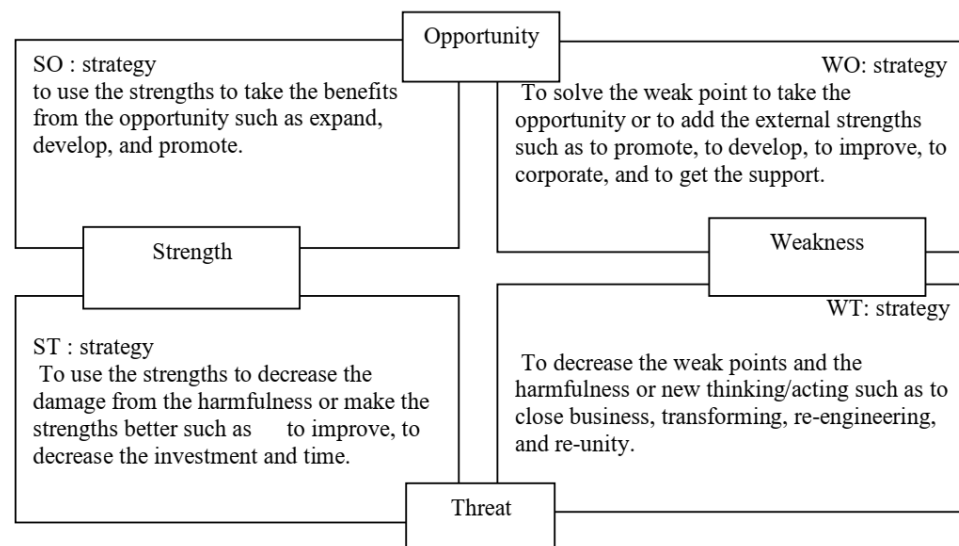 Opportunity
SO : strategy
to use the strengths to take the benefits
from the opportunity such as expand,
develop, and promote.
WO: strategy
To solve the weak point to take the
opportunity or to add the external strengths
such as to promote, to develop, to improve, to
corporate, and to get the support.
Strength
Weakness
ST : strategy
To use the strengths to decrease the
damage from the harmfulness or make the
strengths better such as to improve, to
decrease the investment and time.
WT: strategy
To decrease the weak points and the
harmfulness or new thinking/acting such as to
close business, transforming, re-engineering,
and re-unity.
Threat